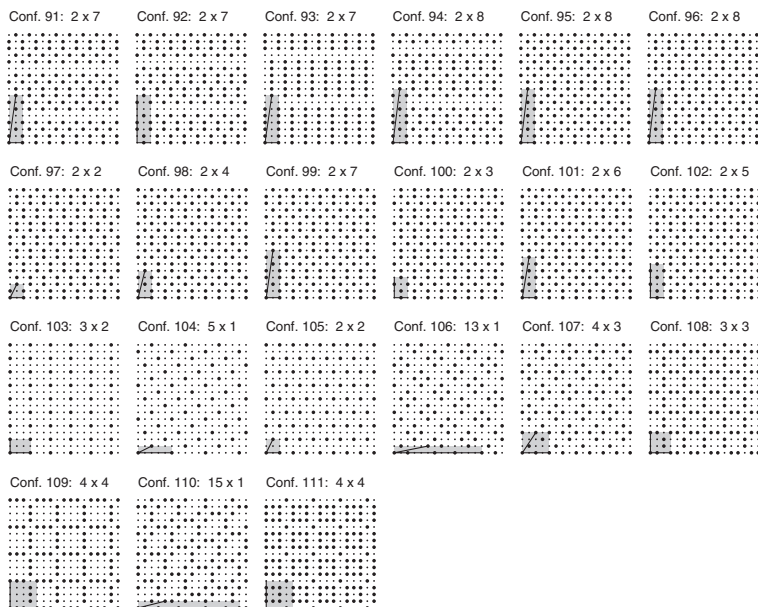 Conf. 91: 2 x 7 Conf. 92: 2 x 7 Conf. 93: 2 x 7 Conf. 94: 2 x 8 Conf. 95: 2 x 8 Conf. 96: 2 x 8
Conf. 97: 2 x 2 Conf. 98: 2 x 4 Conf. 99: 2 x 7 Conf. 100: 2 x 3 Conf. 101: 2 x 6 Conf. 102: 2 x 5
Conf. 103: 3 x 2 Conf. 104: 5 x 1 Conf. 105: 2 x 2 Conf. 106: 13 x 1 Conf. 107: 4 x 3 Conf. 108: 3 x 3
Conf. 109: 4 x 4 Conf. 110: 15 x 1 Conf. 111: 4 x 4